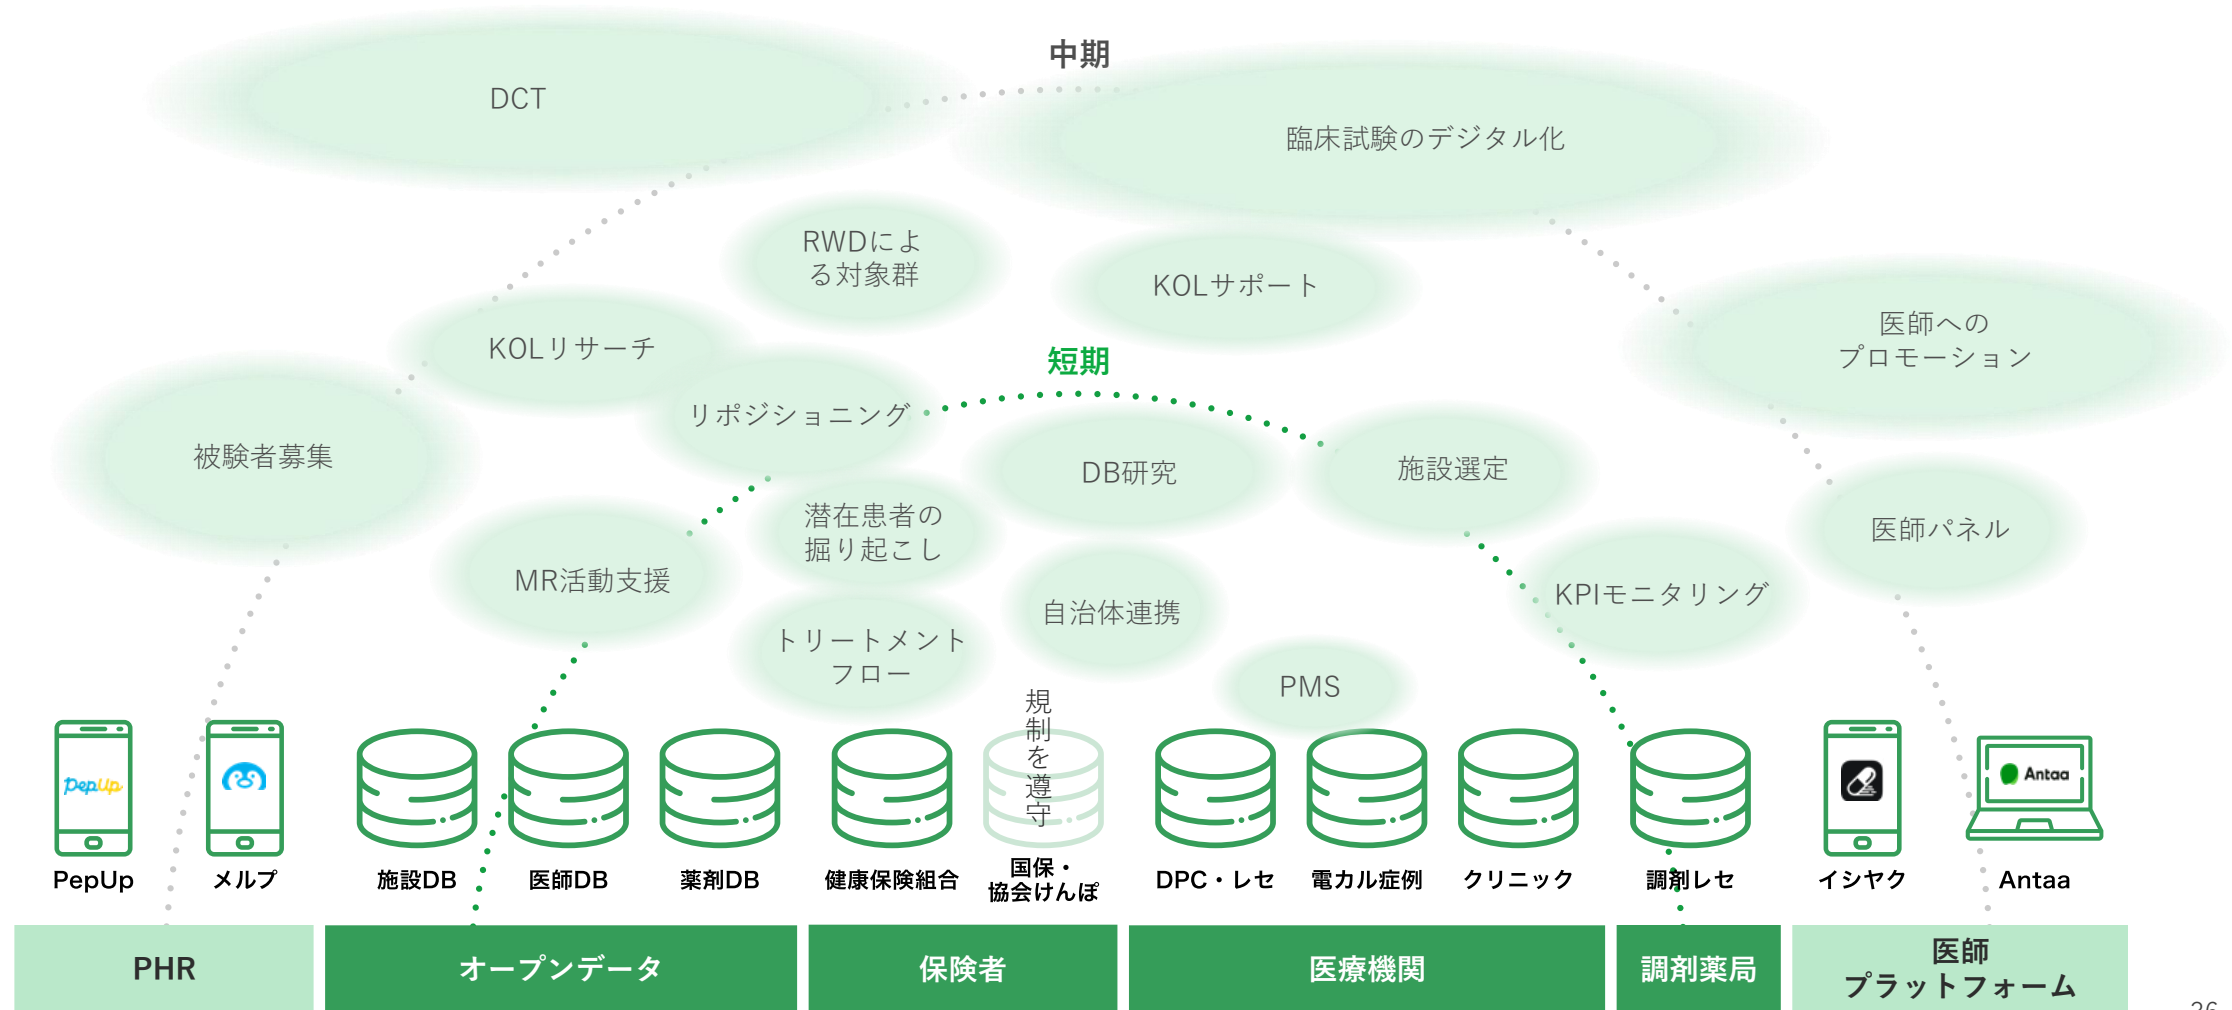 中期
DCT
臨床試験のデジタル化
RWDによ
る対象群
KOLサポート
KOLリサーチ
医師への
プロモーション
短期
リポジショニング
被験者募集
DB研究
施設選定
潜在患者の
掘り起こし
医師パネル
MR活動支援
KPIモニタリング
自治体連携
トリートメント
フロー
PMS
規制を遵守
PepUp
Antaa
PepUp
メルプ
施設DB
医師DB
薬剤DB
健康保険組合
国保・
協会けんぽ
DPC・レセ
電カル症例
クリニック
調剤レセ
イシヤク
Antaa
PHR
オープンデータ
保険者
医療機関
調剤薬局
医師
プラットフォーム